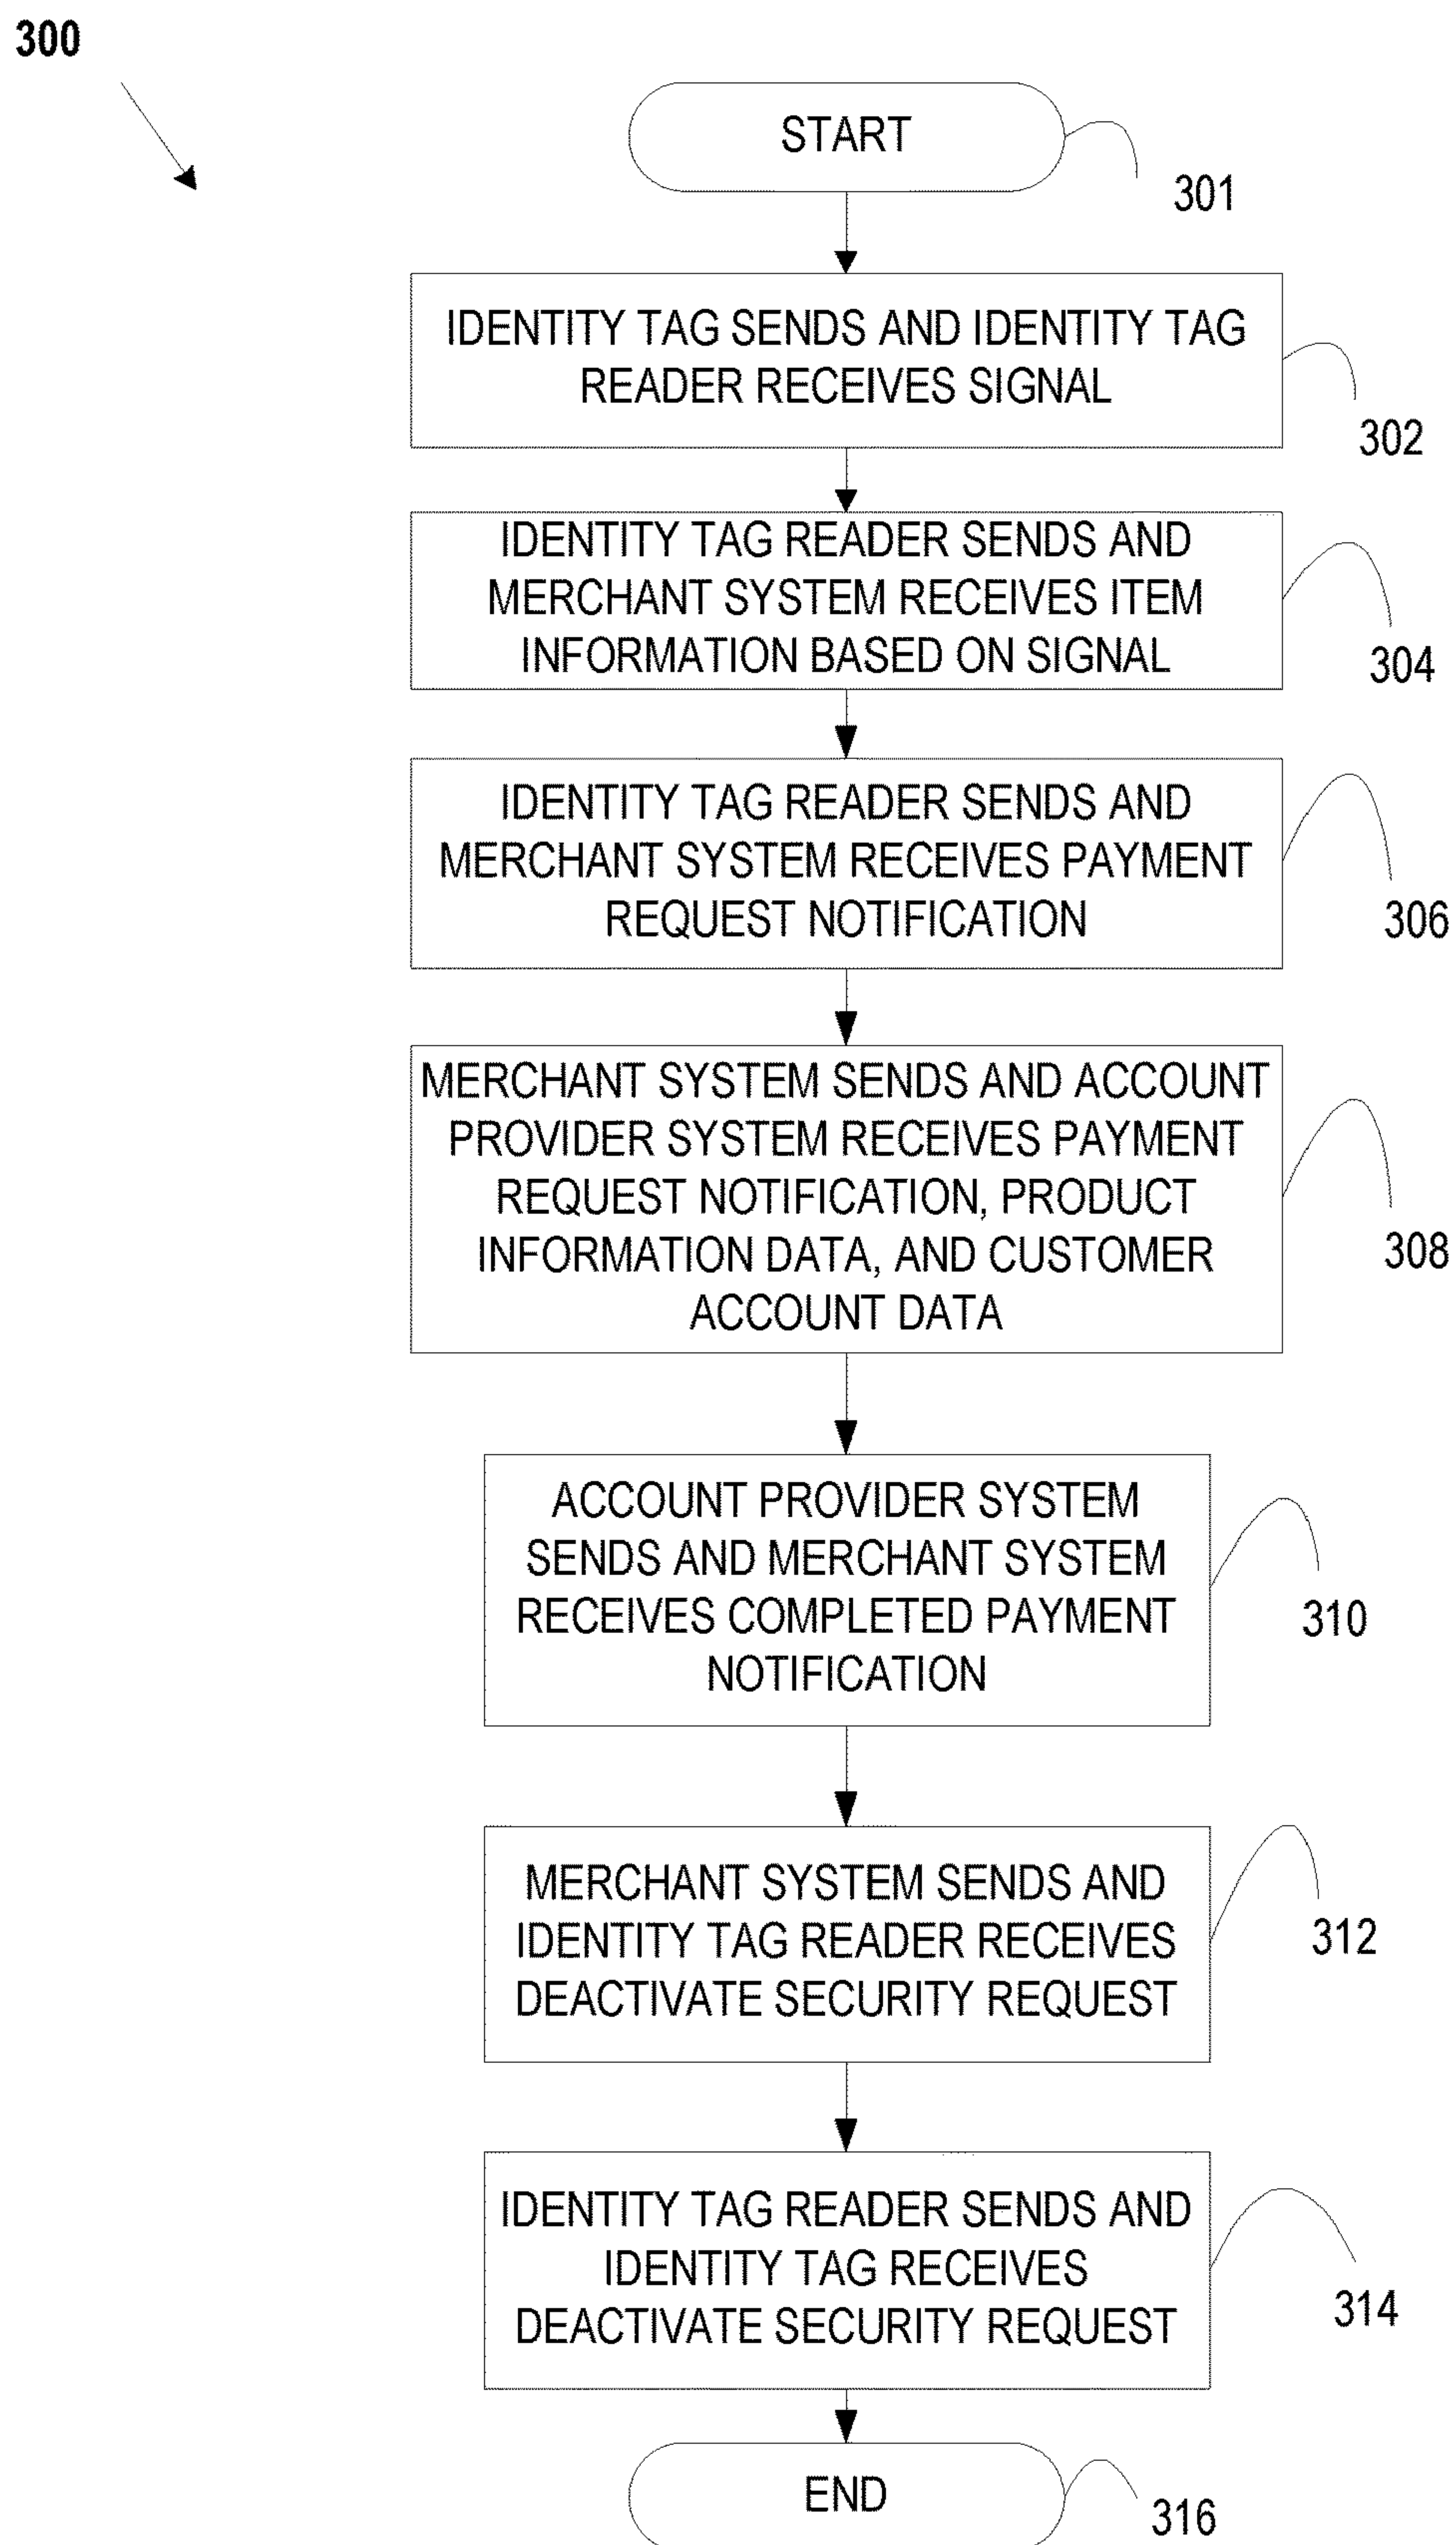 300
START
301
IDENTITY TAG SENDS AND IDENTITY TAG
READER RECEIVES SIGNAL
302
IDENTITY TAG READER SENDS AND
MERCHANT SYSTEM RECEIVES ITEM
INFORMATION BASED ON SIGNAL
304
IDENTITY TAG READER SENDS AND
MERCHANT SYSTEM RECEIVES PAYMENT
REQUEST NOTIFICATION
306
MERCHANT SYSTEM SENDS AND ACCOUNT
PROVIDER SYSTEM RECEIVES PAYMENT
REQUEST NOTIFICATION, PRODUCT
INFORMATION DATA, AND CUSTOMER
ACCOUNT DATA
308
ACCOUNT PROVIDER SYSTEM
SENDS AND MERCHANT SYSTEM
RECEIVES COMPLETED PAYMENT
NOTIFICATION
310
MERCHANT SYSTEM SENDS AND
IDENTITY TAG READER RECEIVES
DEACTIVATE SECURITY REQUEST
312
IDENTITY TAG READER SENDS AND
IDENTITY TAG RECEIVES
DEACTIVATE SECURITY REQUEST
314
END
316